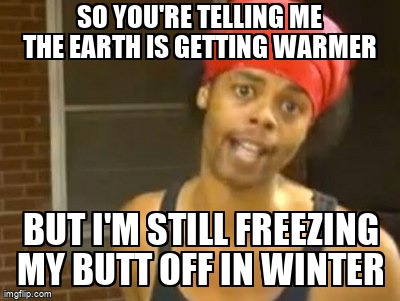 SO YOU'RE TELLING ME
THE EARTH IS GETTING WARMER
BUT I'M STILL FREEZING
MY BUTT OFF IN WINTER
imgflip.com